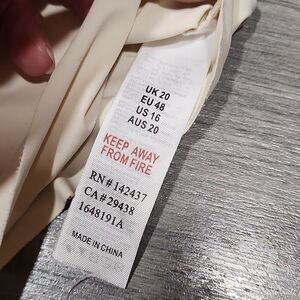 UK 20
EU 48
US 16
AUS 20
KEEP AWAY
FROM FIRE
RN# 142437
CA# 29438
1648191A
MADE IN CHINA